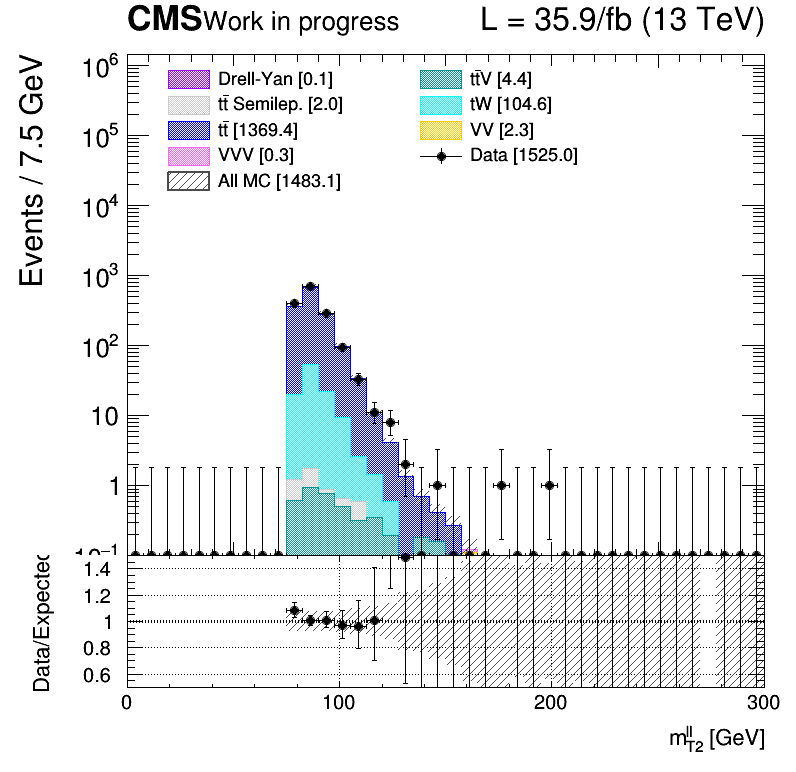 CMS Work in progress L = 35.9/fb (13 TeV)
Events / 7.5 GeV
10⁶
10⁵
10⁴
10³
10²
10
1
10⁻¹
Drell-Yan [0.1]
tt̄ Semilep. [2.0]
tt̄ [1369.4]
VVV [0.3]
All MC [1483.1]
tt̄V [4.4]
tW [104.6]
VV [2.3]
Data [1525.0]
Data/Expected
1.4
1.2
1
0.8
0.6
0 100 200 300
m_{T2}^{ll} [GeV]